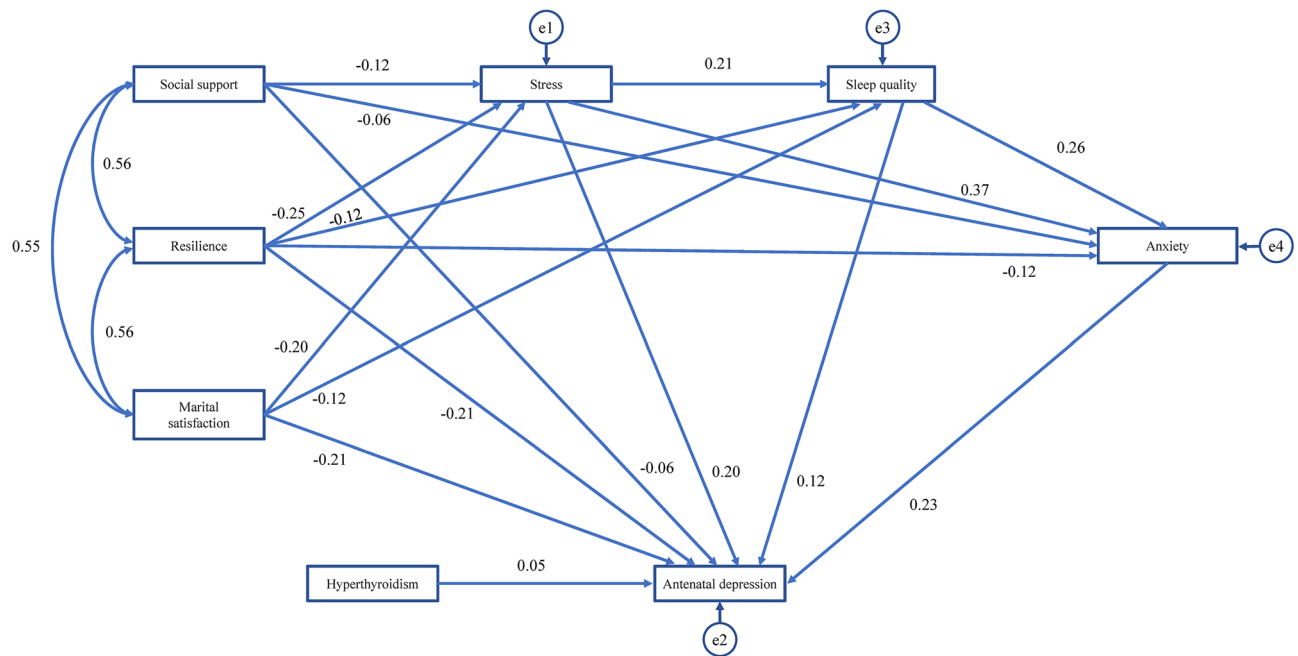 e1
e3
Social support
-0.12
Stress
0.21
Sleep quality
-0.06
0.56
0.26
0.37
-0.25
-0.12
0.55
Resilience
Anxiety
e4
-0.12
0.56
-0.20
-0.12
Marital
satisfaction
-0.21
-0.21
-0.06
0.20
0.12
0.23
Hyperthyroidism
0.05
Antenatal depression
e2